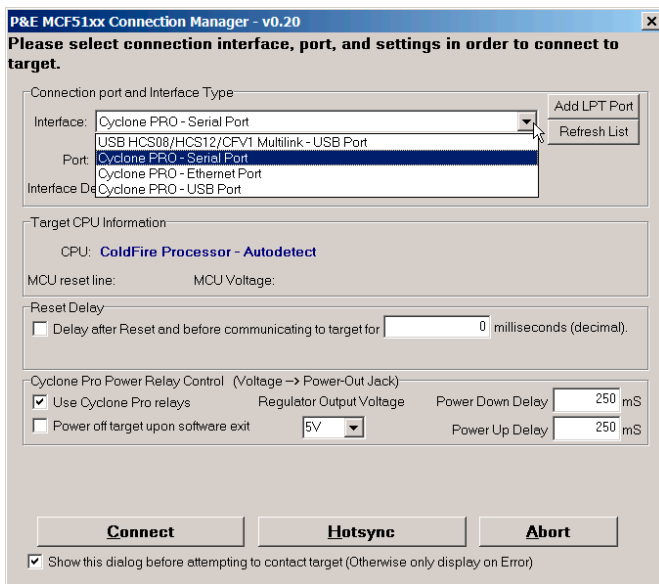 P&E MCF51xx Connection Manager - v0.20
Please select connection interface, port, and settings in order to connect to
target.
Connection port and Interface Type
Add LPT Port
Interface: Cyclone PRO - Serial Port
Refresh List
USB HCS08/HCS12/CFV1 Multilink - USB Port
Port: Cyclone PRO - Serial Port
Cyclone PRO - Ethernet Port
Interface De Cyclone PRO - USB Port
Target CPU Information
CPU: ColdFire Processor - Autodetect
MCU reset line: MCU Voltage:
Reset Delay
Delay after Reset and before communicating to target for 0 milliseconds (decimal).
Cyclone Pro Power Relay Control (Voltage --> Power-Out Jack)
Use Cyclone Pro relays Regulator Output Voltage Power Down Delay 250 mS
Power off target upon software exit 5V Power Up Delay 250 mS
Connect Hotsync Abort
Show this dialog before attempting to contact target (Otherwise only display on Error)